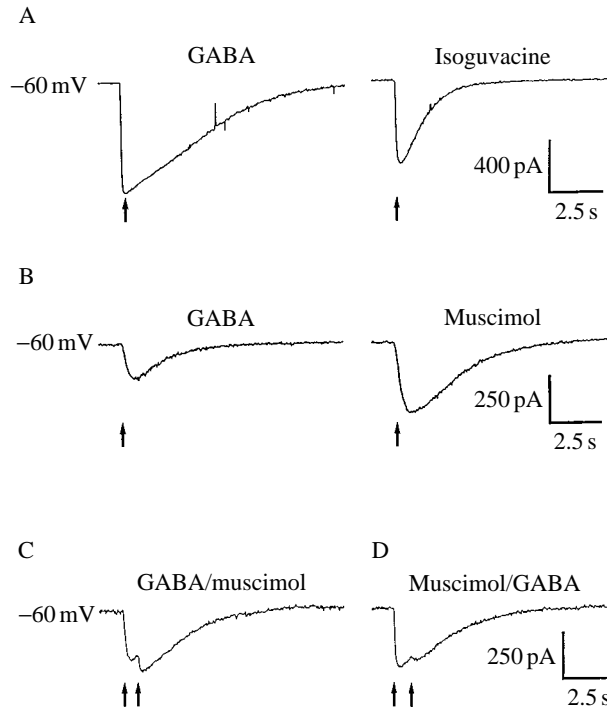 A
GABA
Isoguvacine
−60 mV
400 pA
2.5 s
B
GABA
Muscimol
−60 mV
250 pA
2.5 s
C
D
GABA/muscimol
Muscimol/GABA
−60 mV
250 pA
2.5 s